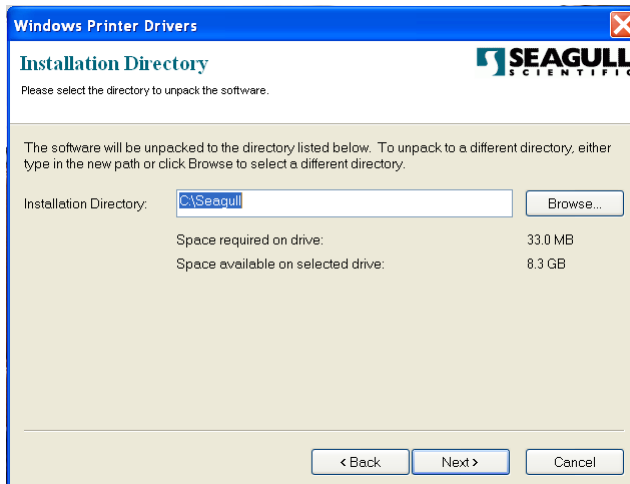 Windows Printer Drivers
Installation Directory
SEAGULL
SCIENTIFIC
Please select the directory to unpack the software.
The software will be unpacked to the directory listed below. To unpack to a different directory, either
type in the new path or click Browse to select a different directory.
Installation Directory: C:\Seagull Browse...
Space required on drive: 33.0 MB
Space available on selected drive: 8.3 GB
< Back Next > Cancel